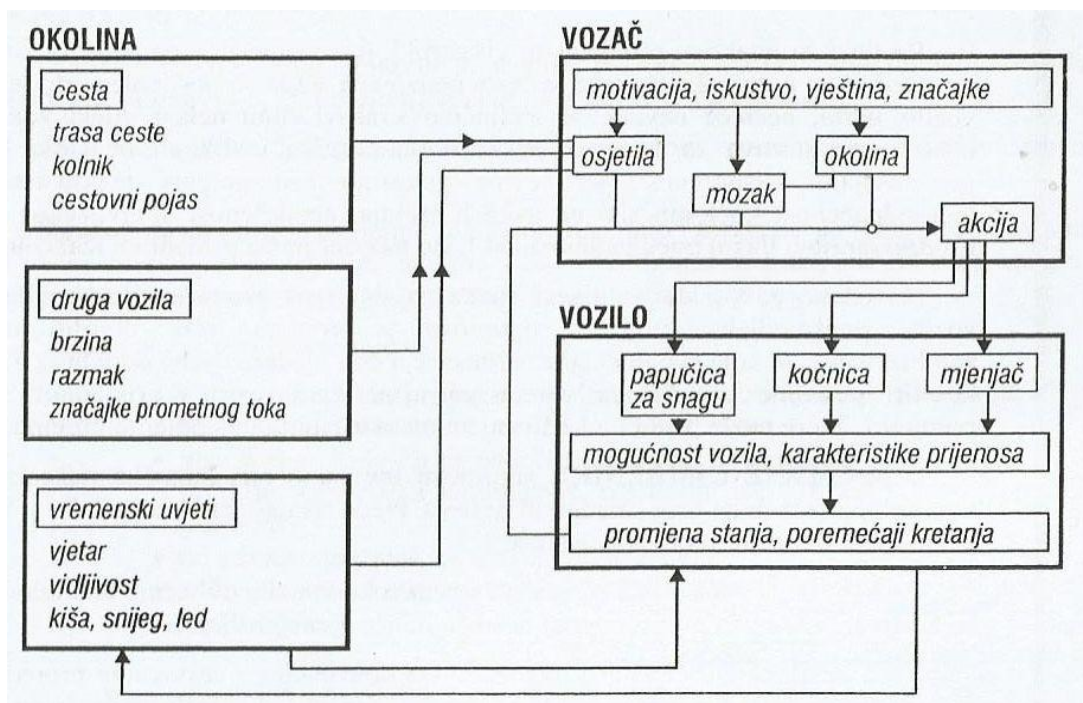 OKOLINA
cesta
trasa ceste
kolnik
cestovni pojas
druga vozila
brzina
razmak
značajke prometnog toka
vremenski uvjeti
vjetar
vidljivost
kiša, snijeg, led
VOZAČ
motivacija, iskustvo, vještina, značajke
osjetila
okolina
mozak
akcija
VOZILO
papučica
za snagu
kočnica
mjenjač
mogućnost vozila, karakteristike prijenosa
promjena stanja, poremećaji kretanja